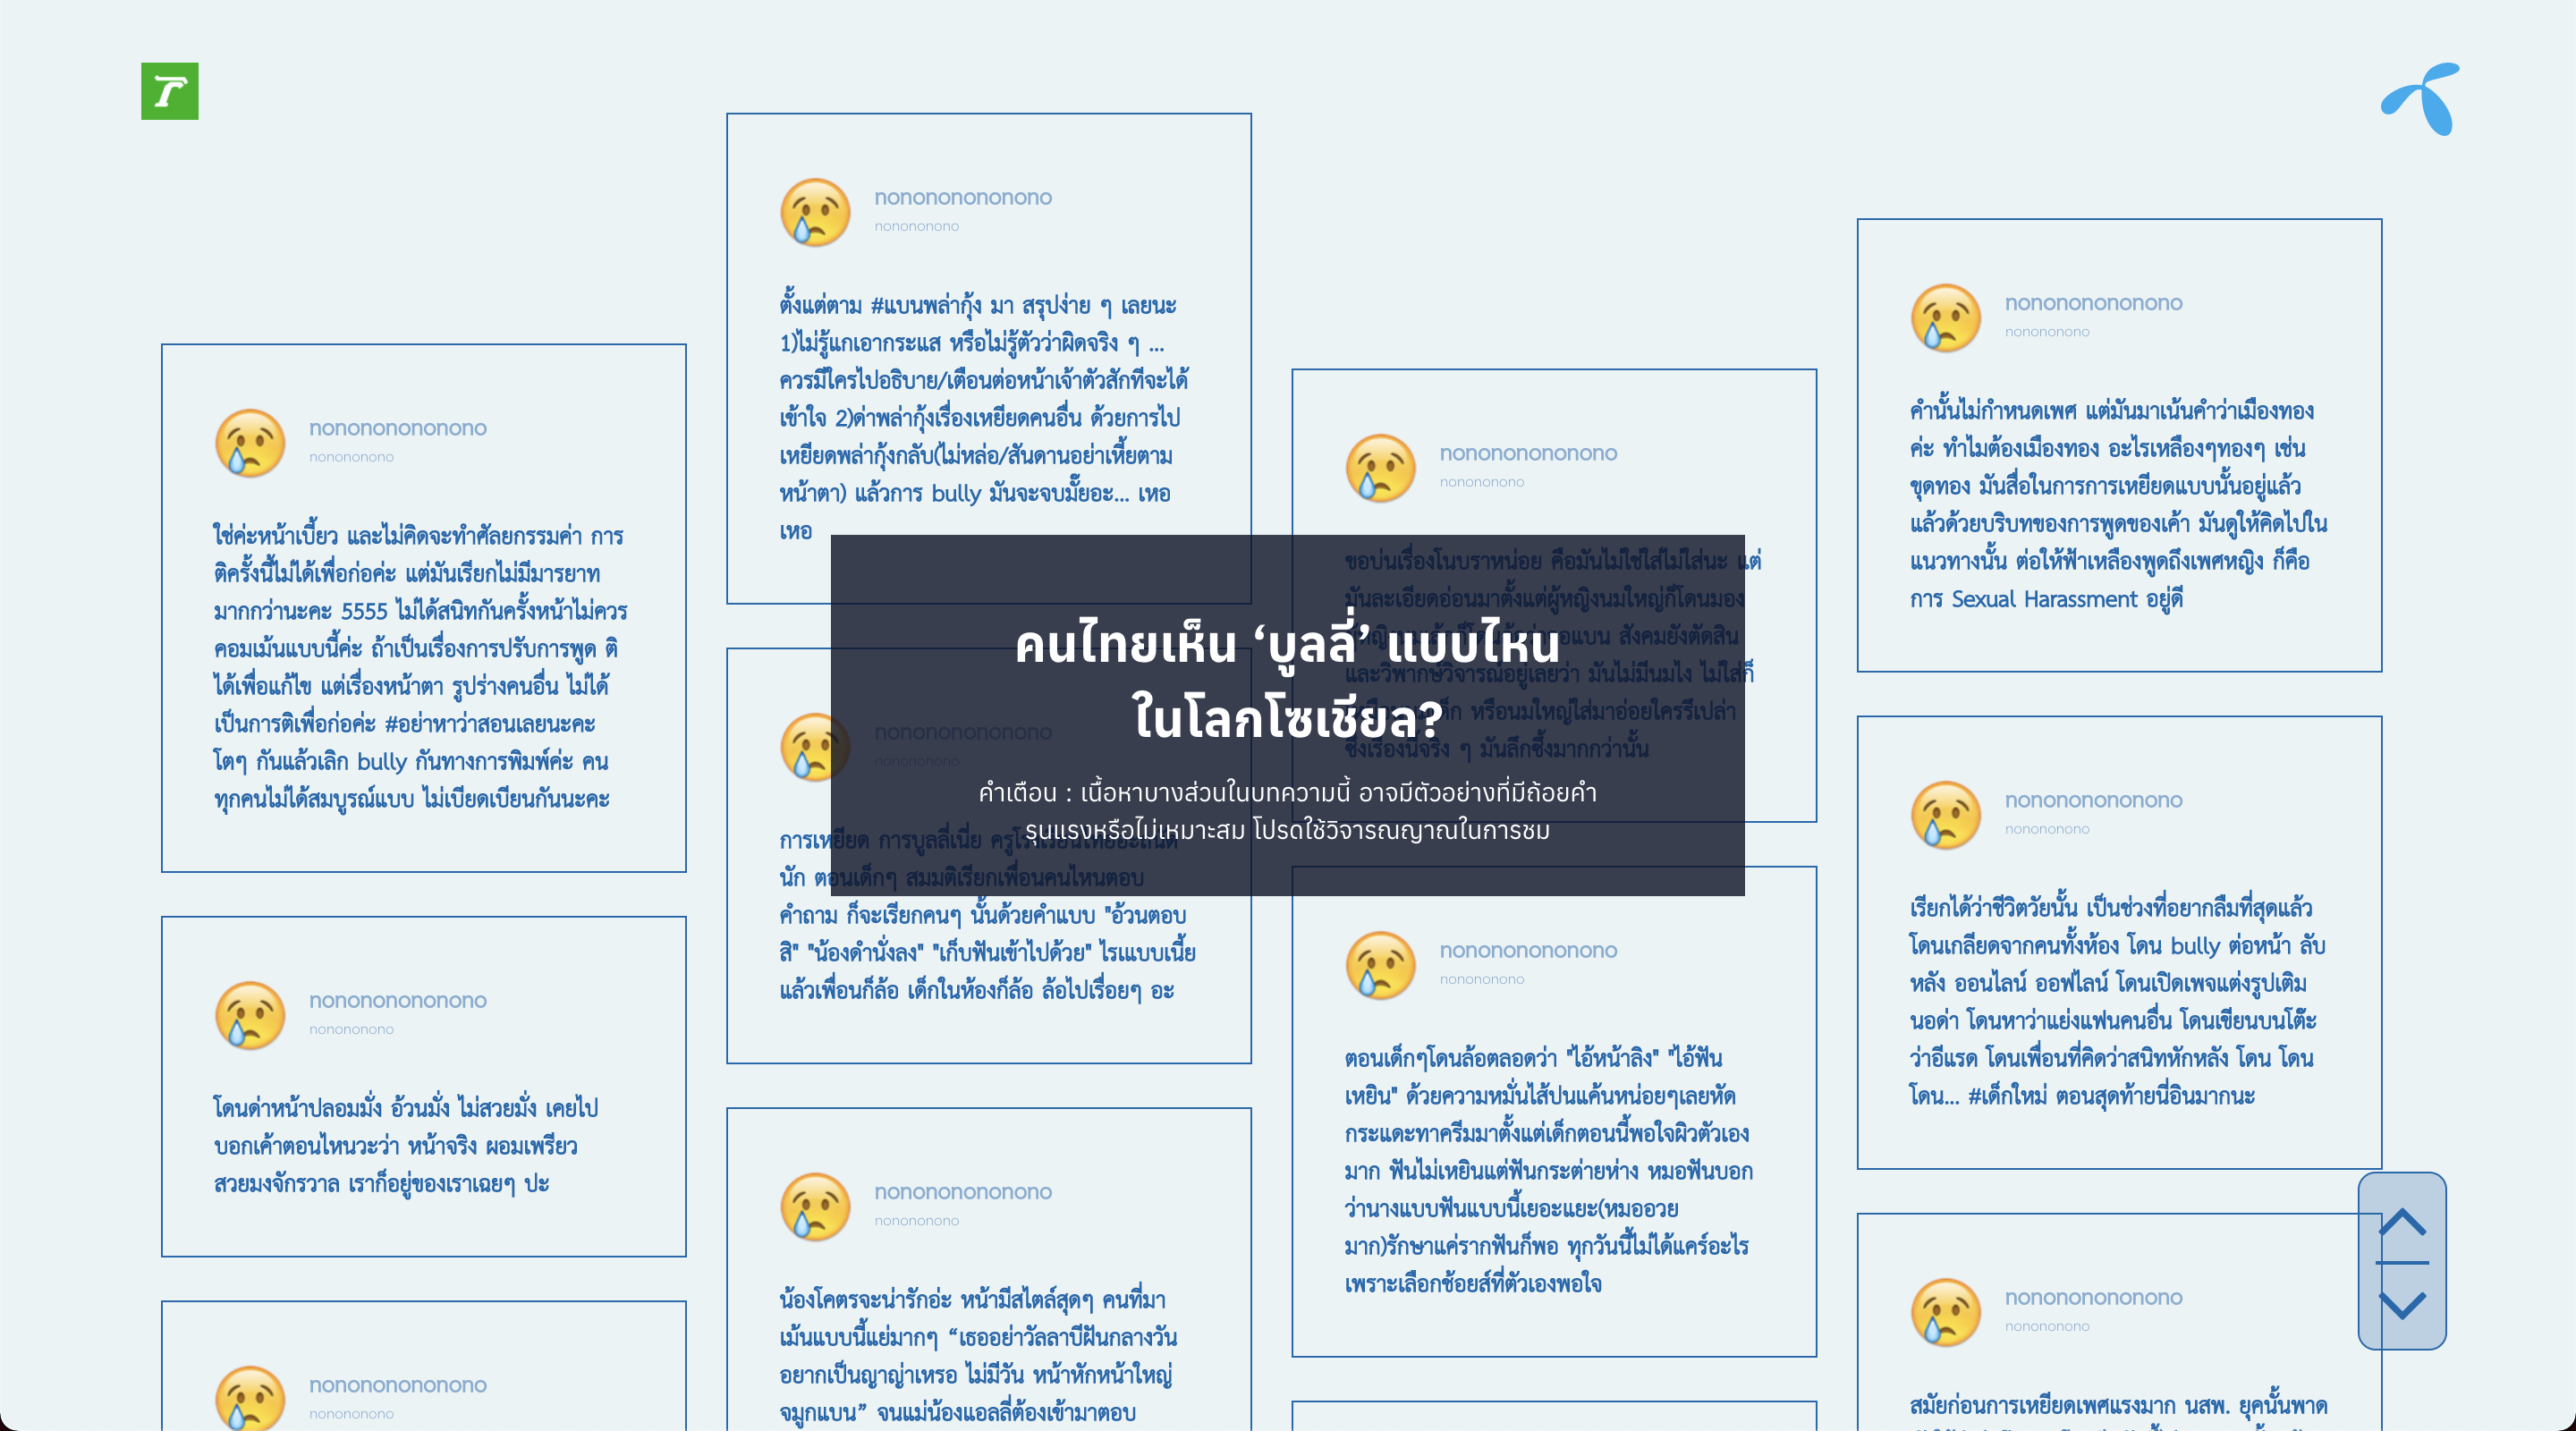 nononononono
nonononono
ใช่ค่ะหน้าเบี้ยว และไม่คิดจะทำศัลยกรรมค่า การ
ติครั้งนี้ไม่ได้เพื่อก่อค่ะ แต่มันเรียกไม่มีมารยาท
มากกว่านะคะ 5555 ไม่ได้สนิทกันครั้งหน้าไม่ควร
คอมเม้นแบบนี้ค่ะ ถ้าเป็นเรื่องการปรับการพูด ติ
ได้เพื่อแก้ไข แต่เรื่องหน้าตา รูปร่างคนอื่น ไม่ได้
เป็นการติเพื่อก่อค่ะ #อย่าหาว่าสอนเลยนะคะ
โตๆ กันแล้วเลิก bully กันทางการพิมพ์ค่ะ คน
ทุกคนไม่ได้สมบูรณ์แบบ ไม่เบียดเบียนกันนะคะ
nononononono
nonononono
โดนด่าหน้าปลอมมั่ง อ้วนมั่ง ไม่สวยมั่ง เคยไป
บอกเค้าตอนไหนวะว่า หน้าจริง ผอมเพรียว
สวยมงจักรวาล เราก็อยู่ของเราเฉยๆ ปะ
nononononono
nonononono
nononononono
nonononono
ตั้งแต่ตาม #แบนพล่ากุ้ง มา สรุปง่าย ๆ เลยนะ
1)ไม่รู้แกเอากระแส หรือไม่รู้ตัวว่าผิดจริง ๆ ...
ควรมีใครไปอธิบาย/เตือนต่อหน้าเจ้าตัวสักทีจะได้
เข้าใจ 2)ด่าพล่ากุ้งเรื่องเหยียดคนอื่น ด้วยการไป
เหยียดพล่ากุ้งกลับ(ไม่หล่อ/สันดานอย่าเหี้ยตาม
หน้าตา) แล้วการ bully มันจะจบมั๊ยอะ... เหอ
เหอ
nononononono
nonononono
การเหยียด การบูลลี่เนี่ย ครูโรงเรียนไทยอะถนัด
นัก ตอนเด็กๆ สมมติเรียกเพื่อนคนไหนตอบ
คำถาม ก็จะเรียกคนๆ นั้นด้วยคำแบบ "อ้วนตอบ
สิ" "น้องดำนั่งลง" "เก็บฟันเข้าไปด้วย" ไรแบบเนี้ย
แล้วเพื่อนก็ล้อ เด็กในห้องก็ล้อ ล้อไปเรื่อยๆ อะ
nononononono
nonononono
น้องโคตรจะน่ารักอ่ะ หน้ามีสไตล์สุดๆ คนที่มา
เม้นแบบนี้แย่มากๆ “เธออย่าวัลลาบีฝันกลางวัน
อยากเป็นญาญ่าเหรอ ไม่มีวัน หน้าหักหน้าใหญ่
จมูกแบน” จนแม่น้องแอลลี่ต้องเข้ามาตอบ
คนไทยเห็น ‘บูลลี่’ แบบไหน
ในโลกโซเชียล?
คำเตือน : เนื้อหาบางส่วนในบทความนี้ อาจมีตัวอย่างที่มีถ้อยคำ
รุนแรงหรือไม่เหมาะสม โปรดใช้วิจารณญาณในการชม
nononononono
nonononono
ขอบ่นเรื่องโนบราหน่อย คือมันไม่ใช่ใส่ไม่ใส่นะ แต่
มันละเอียดอ่อนมาตั้งแต่ผู้หญิงนมใหญ่ก็โดนมอง
แบน สังคมยังตัดสิน
และวิพากษ์วิจารณ์อยู่เลยว่า มันไม่มีนมไง ไม่ใส่ก็
หรือนมใหญ่ใส่มาอ่อยใครรึเปล่า
ซึ่งเรื่องนี้จริง ๆ มันลึกซึ้งมากกว่านั้น
nononononono
nonononono
ตอนเด็กๆโดนล้อตลอดว่า "ไอ้หน้าลิง" "ไอ้ฟัน
เหยิน" ด้วยความหมั่นไส้ปนแค้นหน่อยๆเลยหัด
กระแดะทาครีมมาตั้งแต่เด็กตอนนี้พอใจผิวตัวเอง
มาก ฟันไม่เหยินแต่ฟันกระต่ายห่าง หมอฟันบอก
ว่านางแบบฟันแบบนี้เยอะแยะ(หมออวย
มาก)รักษาแค่รากฟันก็พอ ทุกวันนี้ไม่ได้แคร์อะไร
เพราะเลือกช้อยส์ที่ตัวเองพอใจ
nononononono
nonononono
คำนั้นไม่กำหนดเพศ แต่มันมาเน้นคำว่าเมืองทอง
ค่ะ ทำไมต้องเมืองทอง อะไรเหลืองๆทองๆ เช่น
ขุดทอง มันสื่อในการการเหยียดแบบนั้นอยู่แล้ว
แล้วด้วยบริบทของการพูดของเค้า มันดูให้คิดไปใน
แนวทางนั้น ต่อให้ฟ้าเหลืองพูดถึงเพศหญิง ก็คือ
การ Sexual Harassment อยู่ดี
nononononono
nonononono
เรียกได้ว่าชีวิตวัยนั้น เป็นช่วงที่อยากลืมที่สุดแล้ว
โดนเกลียดจากคนทั้งห้อง โดน bully ต่อหน้า ลับ
หลัง ออนไลน์ ออฟไลน์ โดนเปิดเพจแต่งรูปเติม
นอด่า โดนหาว่าแย่งแฟนคนอื่น โดนเขียนบนโต๊ะ
ว่าอีแรด โดนเพื่อนที่คิดว่าสนิทหักหลัง โดน โดน
โดน... #เด็กใหม่ ตอนสุดท้ายนี่อินมากนะ
nononononono
nonononono
สมัยก่อนการเหยียดเพศแรงมาก นสพ. ยุคนั้นพาด